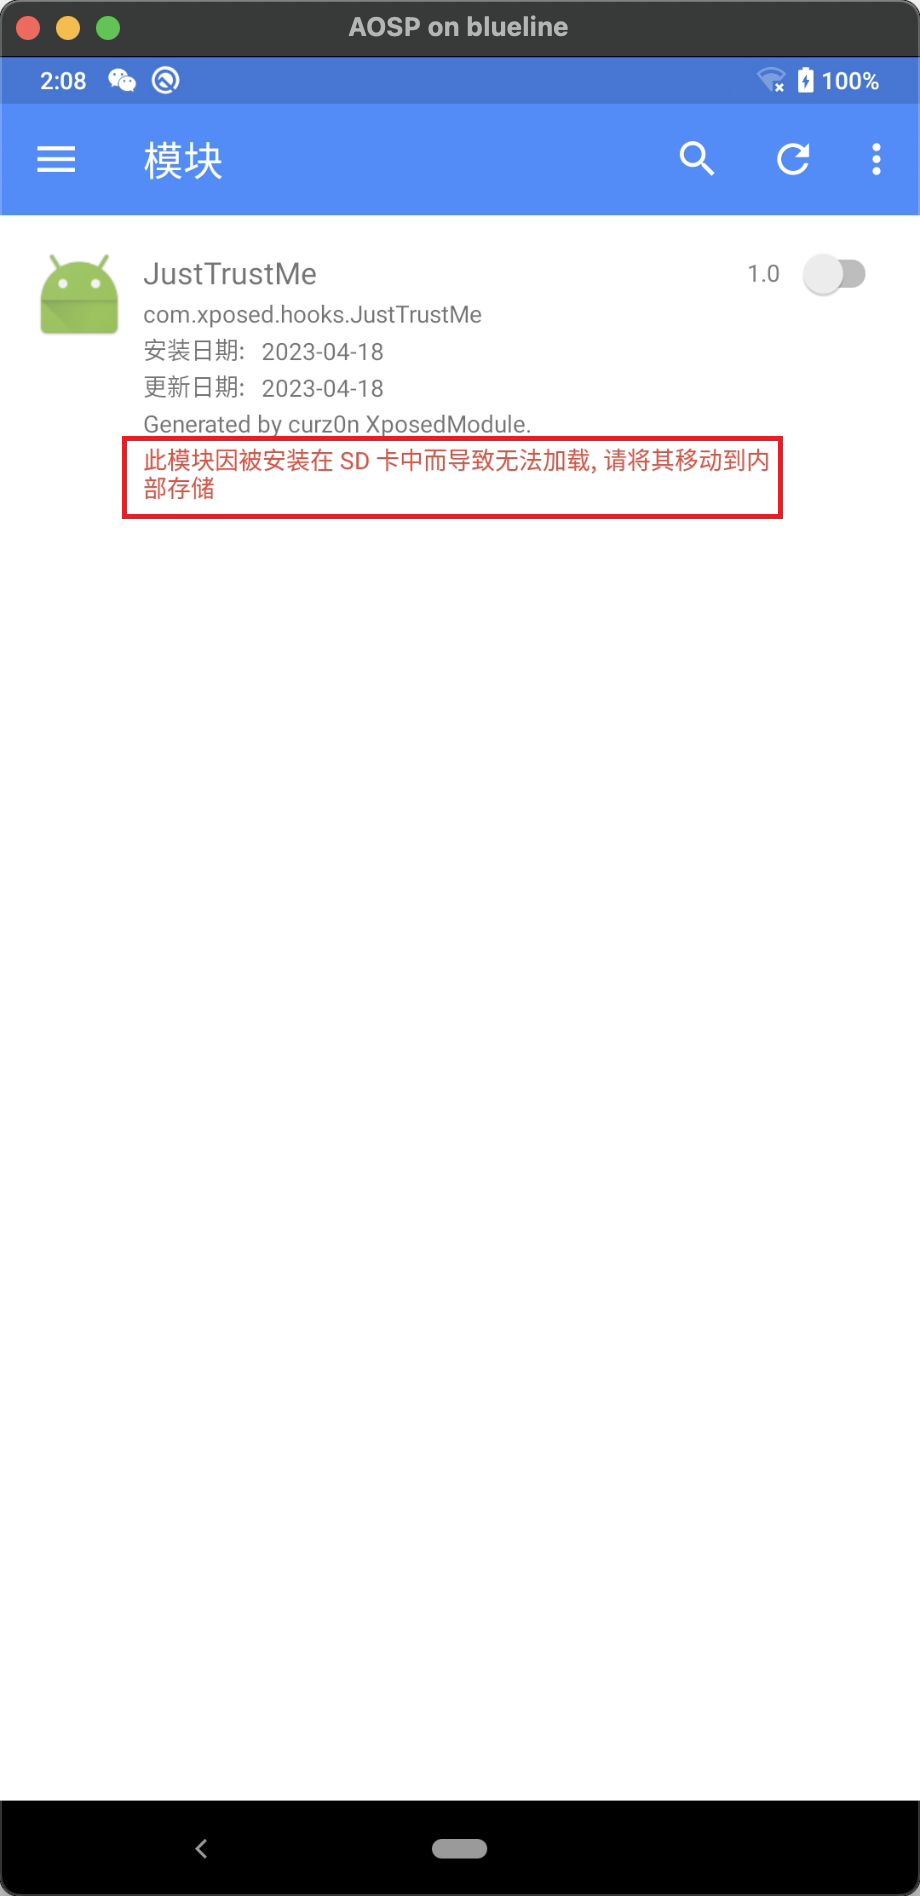 AOSP on blueline
2:08
100%
模块
JustTrustMe
1.0
com.xposed.hooks.JustTrustMe
安装日期: 2023-04-18
更新日期: 2023-04-18
Generated by curz0n XposedModule.
此模块因被安装在 SD 卡中而导致无法加载, 请将其移动到内
部存储